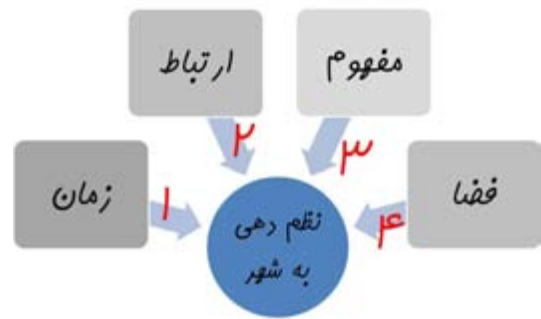 ارتباط
مفهوم
۲
۳
زمان
۱
فضا
۴
نظم دهی
به شهر